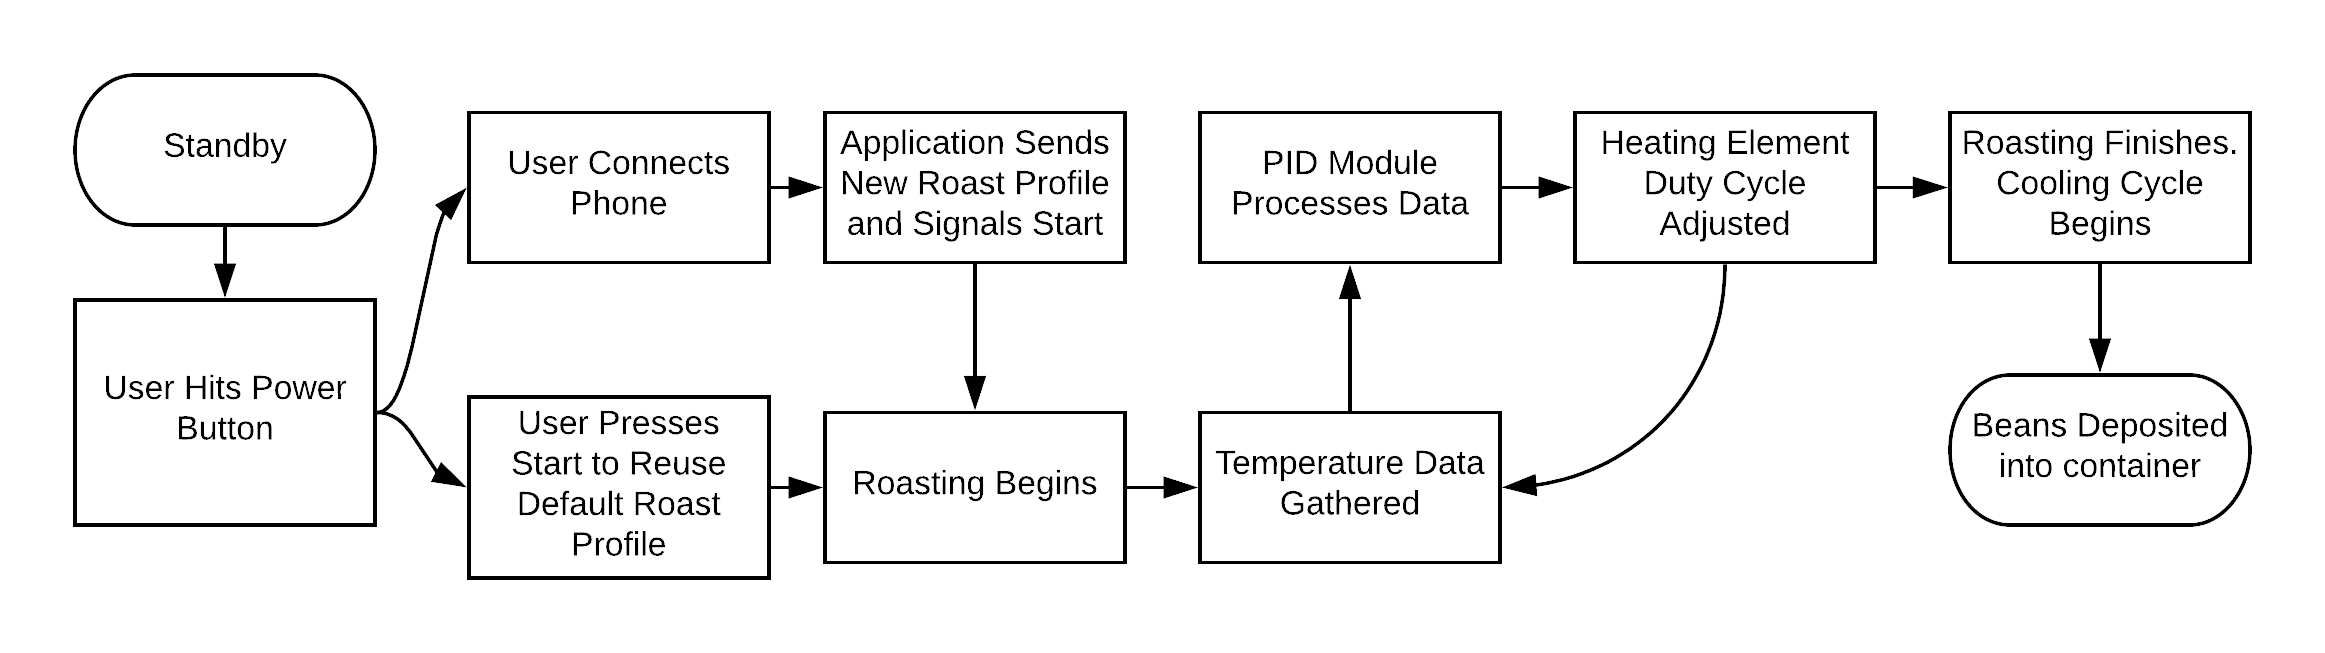 Standby
User Hits Power
Button
User Connects
Phone
Application Sends
New Roast Profile
and Signals Start
User Presses
Start to Reuse
Default Roast
Profile
Roasting Begins
Temperature Data
Gathered
PID Module
Processes Data
Heating Element
Duty Cycle
Adjusted
Roasting Finishes.
Cooling Cycle
Begins
Beans Deposited
into container